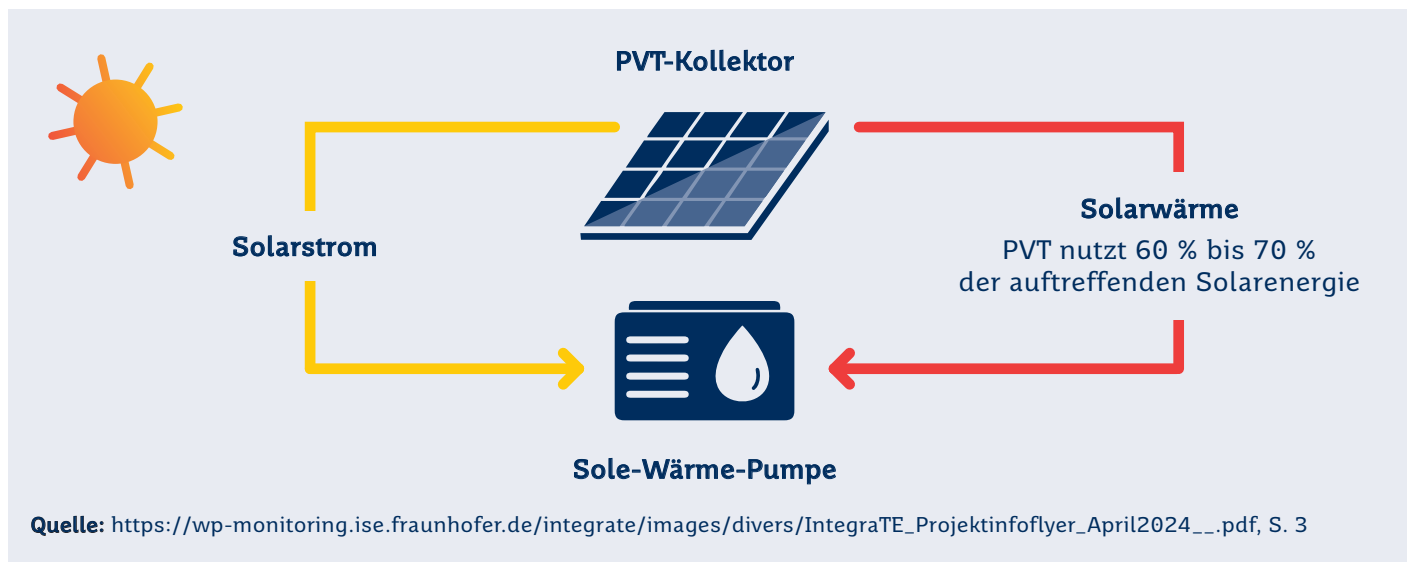 PVT-Kollektor
Solarstrom
Solarwärme
PVT nutzt 60 % bis 70 %
der auftreffenden Solarenergie
Sole-Wärme-Pumpe
Quelle: https://wp-monitoring.ise.fraunhofer.de/integrate/images/divers/IntegraTE_Projektinfoflyer_April2024__.pdf, S. 3